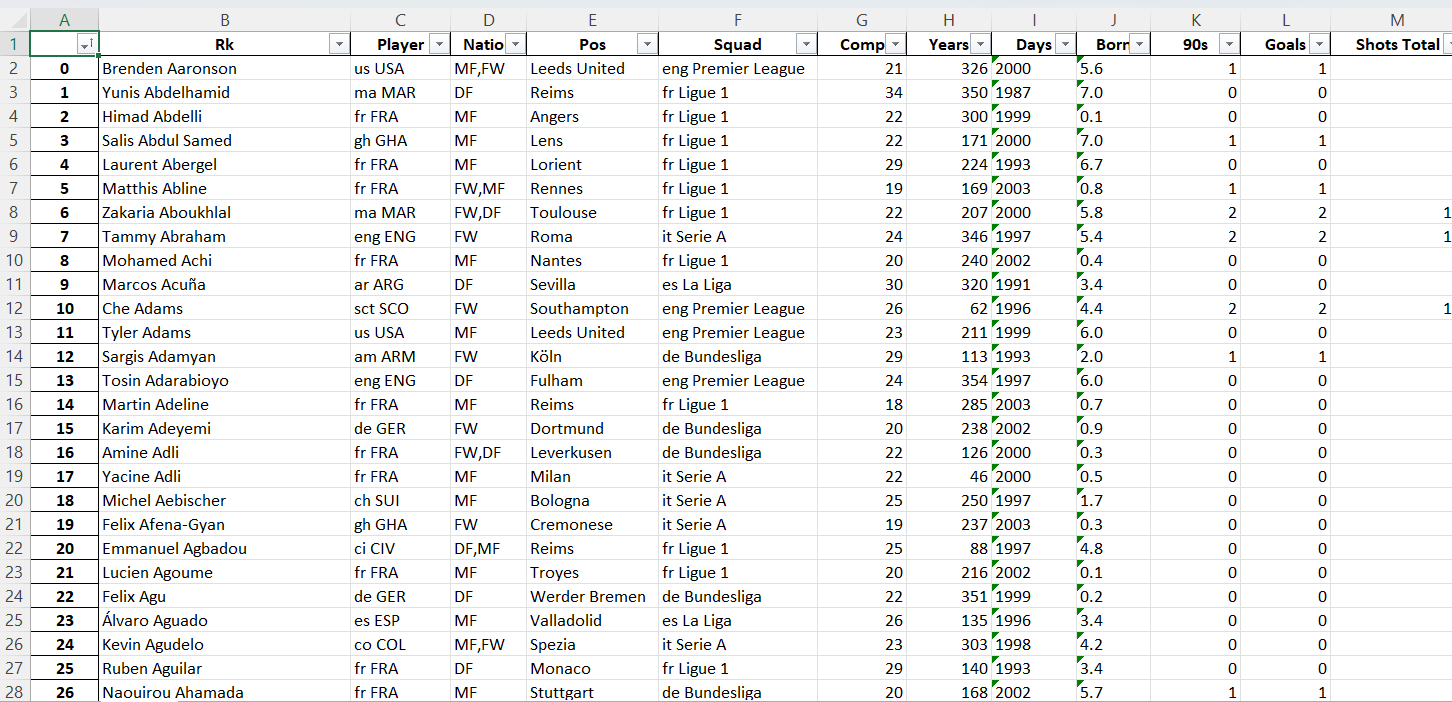 A B C D E F G H I J K L M
1 Rk Player Natio Pos Squad Comp Years Days Born 90s Goals Shots Total
2 0 Brenden Aaronson us USA MF,FW Leeds United eng Premier League 21 326 2000 5.6 1 1
3 1 Yunis Abdelhamid ma MAR DF Reims fr Ligue 1 34 350 1987 7.0 0 0
4 2 Himad Abdelli fr FRA MF Angers fr Ligue 1 22 300 1999 0.1 0 0
5 3 Salis Abdul Samed gh GHA MF Lens fr Ligue 1 22 171 2000 7.0 1 1
6 4 Laurent Abergel fr FRA MF Lorient fr Ligue 1 29 224 1993 6.7 0 0
7 5 Matthis Abline fr FRA FW,MF Rennes fr Ligue 1 19 169 2003 0.8 1 1
8 6 Zakaria Aboukhlal ma MAR FW,DF Toulouse fr Ligue 1 22 207 2000 5.8 2 2 1
9 7 Tammy Abraham eng ENG FW Roma it Serie A 24 346 1997 5.4 2 2 1
10 8 Mohamed Achi fr FRA MF Nantes fr Ligue 1 20 240 2002 0.4 0 0
11 9 Marcos Acuña ar ARG DF Sevilla es La Liga 30 320 1991 3.4 0 0
12 10 Che Adams sct SCO FW Southampton eng Premier League 26 62 1996 4.4 2 2 1
13 11 Tyler Adams us USA MF Leeds United eng Premier League 23 211 1999 6.0 0 0
14 12 Sargis Adamyan am ARM FW Köln de Bundesliga 29 113 1993 2.0 1 1
15 13 Tosin Adarabioyo eng ENG DF Fulham eng Premier League 24 354 1997 6.0 0 0
16 14 Martin Adeline fr FRA MF Reims fr Ligue 1 18 285 2003 0.7 0 0
17 15 Karim Adeyemi de GER FW Dortmund de Bundesliga 20 238 2002 0.9 0 0
18 16 Amine Adli fr FRA FW,DF Leverkusen de Bundesliga 22 126 2000 0.3 0 0
19 17 Yacine Adli fr FRA MF Milan it Serie A 22 46 2000 0.5 0 0
20 18 Michel Aebischer ch SUI MF Bologna it Serie A 25 250 1997 1.7 0 0
21 19 Felix Afena-Gyan gh GHA FW Cremonese it Serie A 19 237 2003 0.3 0 0
22 20 Emmanuel Agbadou ci CIV DF,MF Reims fr Ligue 1 25 88 1997 4.8 0 0
23 21 Lucien Agoume fr FRA MF Troyes fr Ligue 1 20 216 2002 0.1 0 0
24 22 Felix Agu de GER DF Werder Bremen de Bundesliga 22 351 1999 0.2 0 0
25 23 Álvaro Aguado es ESP MF Valladolid es La Liga 26 135 1996 3.4 0 0
26 24 Kevin Agudelo co COL MF,FW Spezia it Serie A 23 303 1998 4.2 0 0
27 25 Ruben Aguilar fr FRA DF Monaco fr Ligue 1 29 140 1993 3.4 0 0
28 26 Naouirou Ahamada fr FRA MF Stuttgart de Bundesliga 20 168 2002 5.7 1 1